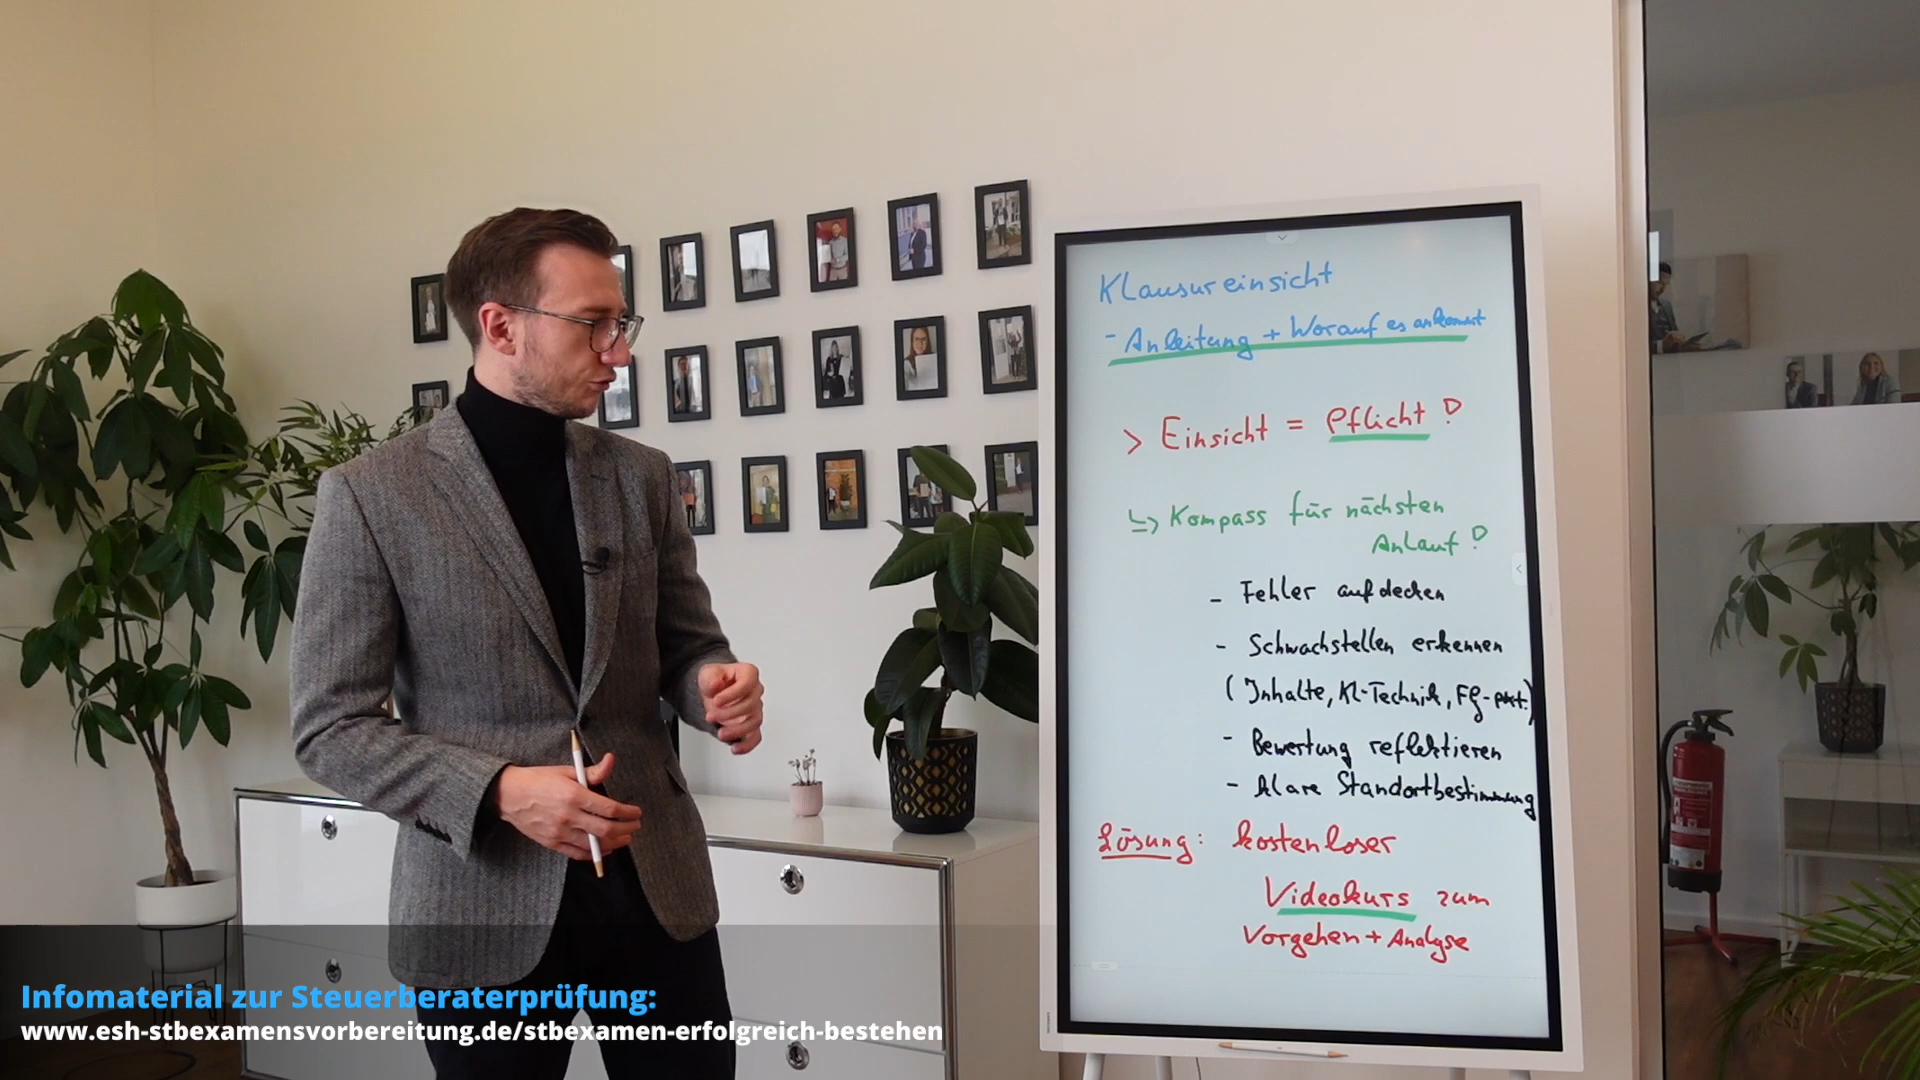 Klausureinsicht
- Anleitung + Worauf es ankommt
> Einsicht = Pflicht!
↳ Kompass für nächsten
Anlauf!
- Fehler aufdecken
- Schwachstellen erkennen
(Inhalte, Kl-Technik,
- Bewertung reflektieren
- klare Standortbestimmung
Lösung: kostenloser
Videokurs zum
Vorgehen + Analyse
Infomaterial zur Steuerberaterprüfung:
www.esh-stbexamensvorbereitung.de/stbexamen-erfolgreich-bestehen